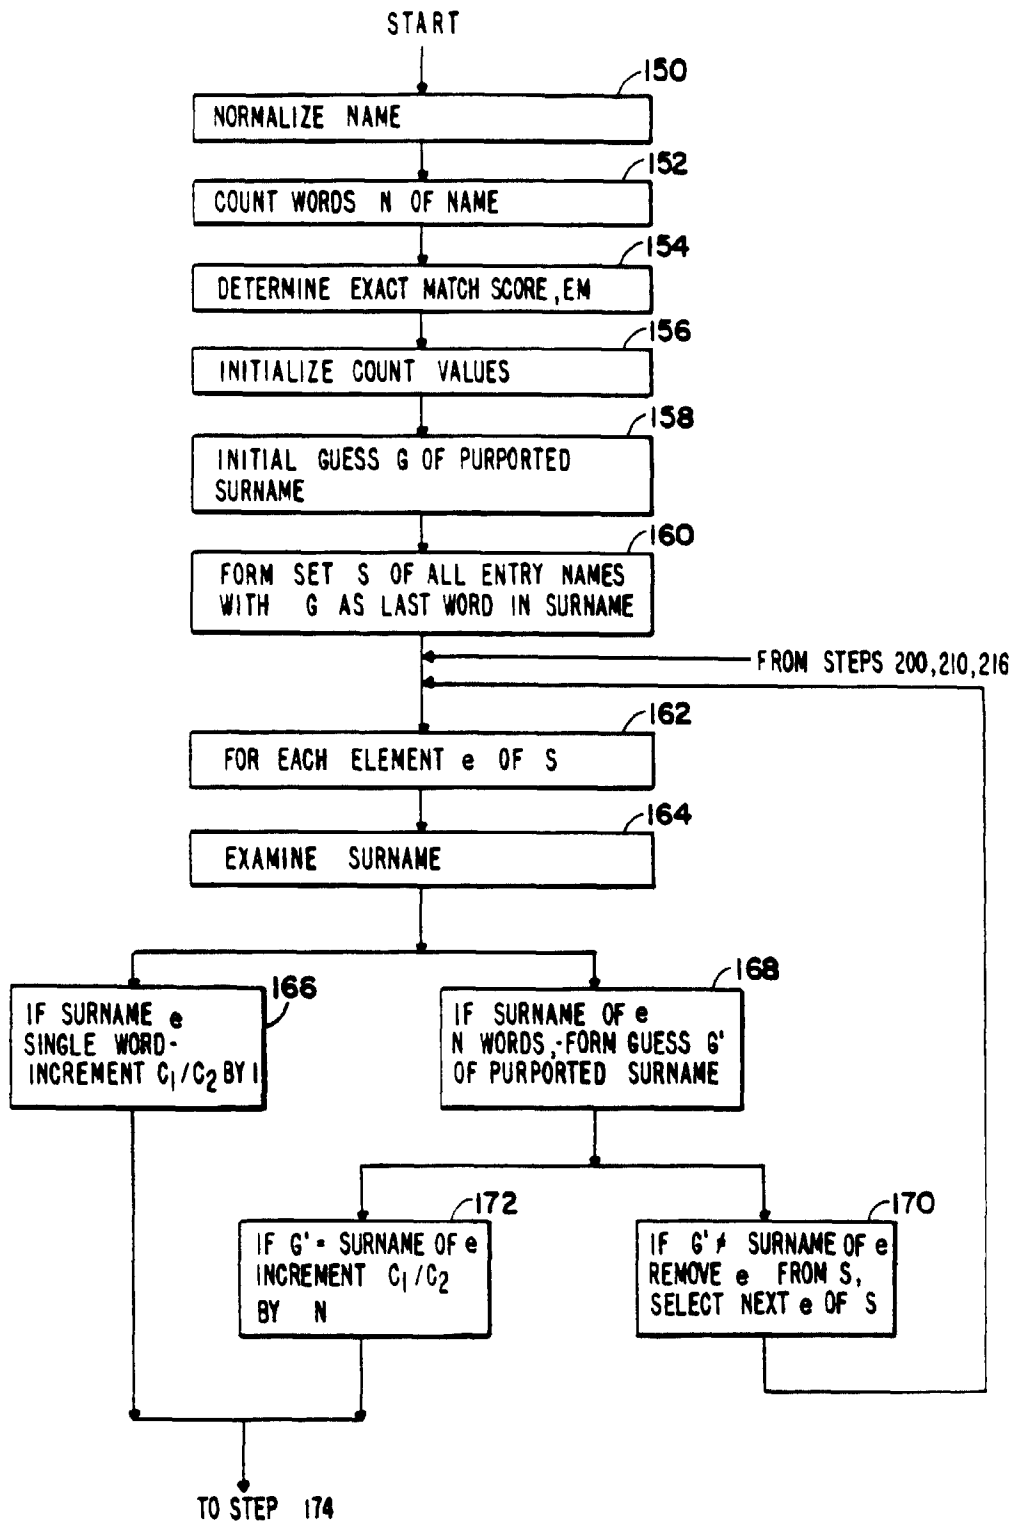 START
150
NORMALIZE NAME
152
COUNT WORDS N OF NAME
154
DETERMINE EXACT MATCH SCORE, EM
156
INITIALIZE COUNT VALUES
158
INITIAL GUESS G OF PURPORTED
SURNAME
160
FORM SET S OF ALL ENTRY NAMES
WITH G AS LAST WORD IN SURNAME
FROM STEPS 200, 210, 216
162
FOR EACH ELEMENT e OF S
164
EXAMINE SURNAME
166
IF SURNAME e
SINGLE WORD-
INCREMENT C1/C2 BY 1
168
IF SURNAME OF e
N WORDS,-FORM GUESS G'
OF PURPORTED SURNAME
172
IF G' = SURNAME OF e
INCREMENT C1/C2
BY N
170
IF G' ≠ SURNAME OF e
REMOVE e FROM S,
SELECT NEXT e OF S
TO STEP 174